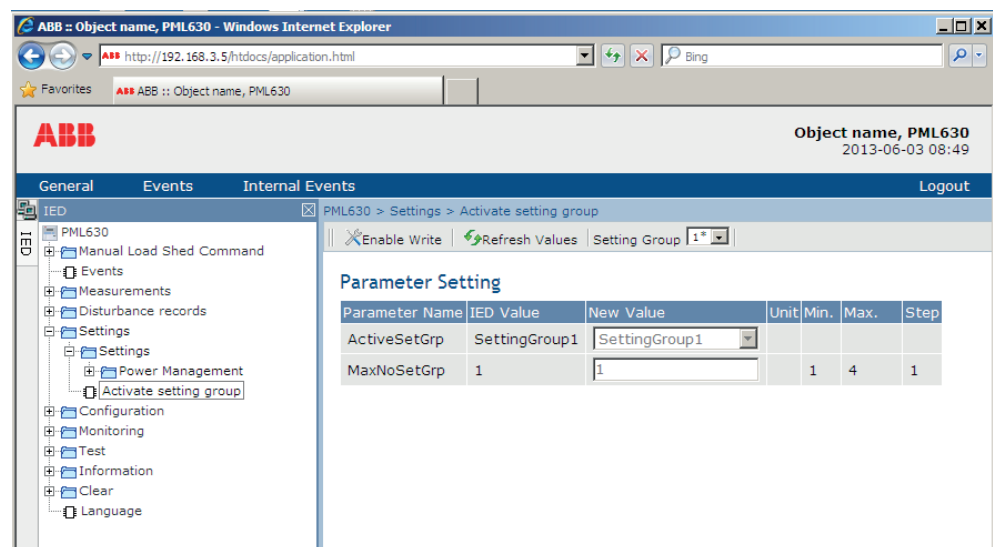 ABB :: Object name, PML630 - Windows Internet Explorer
ABB http://192.168.3.5/htdocs/application.html Bing
Favorites ABB ABB :: Object name, PML630
ABB
Object name, PML630
2013-06-03 08:49
General Events Internal Events Logout
IED
IED
PML630 > Settings > Activate setting group
Enable Write Refresh Values Setting Group 1*
PML630
Manual Load Shed Command
Events
Measurements
Disturbance records
Settings
Settings
Power Management
Activate setting group
Configuration
Monitoring
Test
Information
Clear
Language
Parameter Setting
Parameter Name IED Value New Value Unit Min. Max. Step
ActiveSetGrp SettingGroup1 SettingGroup1
MaxNoSetGrp 1 1 1 4 1